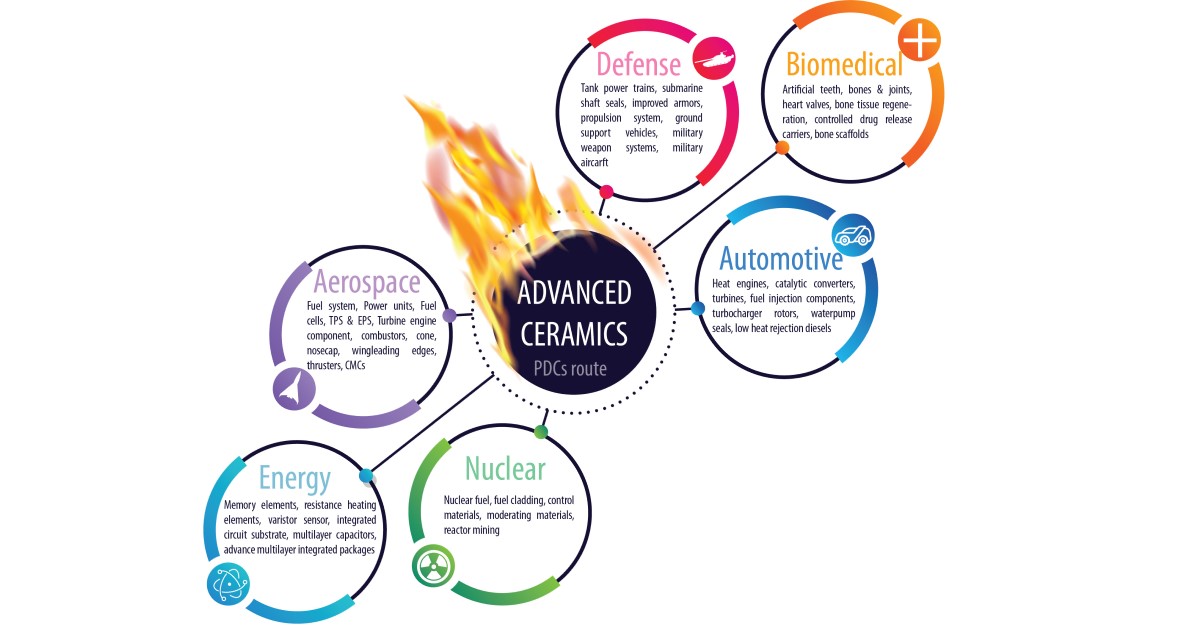 Defense
Tank power trains, submarine
shaft seals, improved armors,
propulsion system, ground
support vehicles, military
weapon systems, military
aircarft
Biomedical
Artificial teeth, bones & joints,
heart valves, bone tissue regene-
ration, controlled drug release
carriers, bone scaffolds
Automotive
Heat engines, catalytic converters,
turbines, fuel injection components,
turbocharger rotors, waterpump
seals, low heat rejection diesels
ADVANCED
CERAMICS
PDCs route
Aerospace
Fuel system, Power units, Fuel
cells, TPS & EPS, Turbine engine
component, combustors, cone,
nosecap, wingleading edges,
thrusters, CMCs
Energy
Memory elements, resistance heating
elements, varistor sensor, integrated
circuit substrate, multilayer capacitors,
advance multilayer integrated packages
Nuclear
Nuclear fuel, fuel cladding, control
materials, moderating materials,
reactor mining